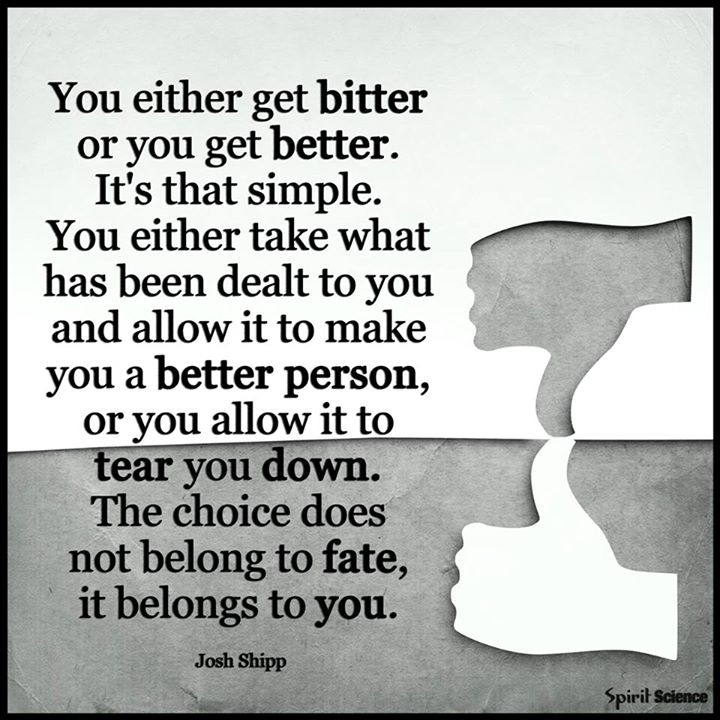 You either get bitter
or you get better.
It's that simple.
You either take what
has been dealt to you
and allow it to make
you a better person,
or you allow it to
tear you down.
The choice does
not belong to fate,
it belongs to you.
Josh Shipp
Spirit Science